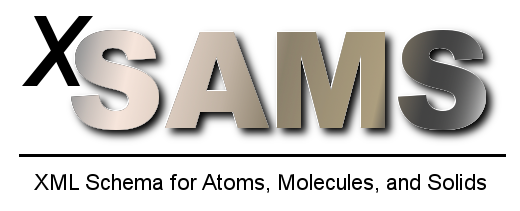 XSAMS
XML Schema for Atoms, Molecules, and Solids